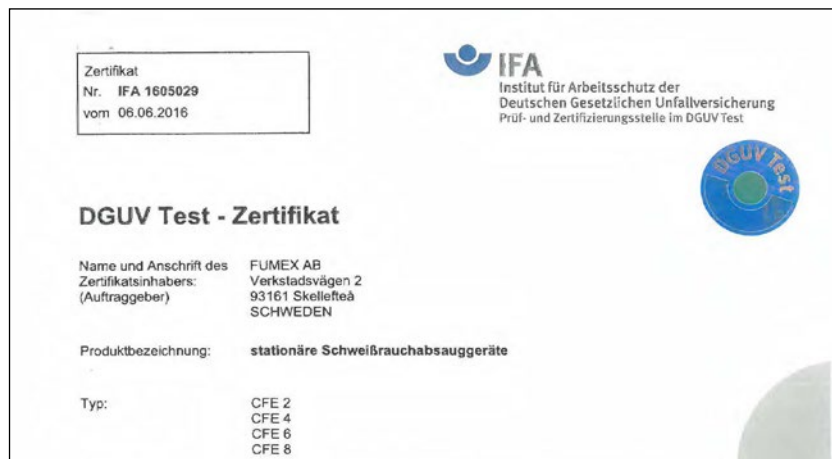 Zertifikat
Nr. IFA 1605029
vom 06.06.2016
IFA
Institut für Arbeitsschutz der
Deutschen Gesetzlichen Unfallversicherung
Prüf- und Zertifizierungsstelle im DGUV Test
DGUV Test
DGUV Test - Zertifikat
Name und Anschrift des
Zertifikatsinhabers:
(Auftraggeber)
FUMEX AB
Verkstadsvägen 2
93161 Skellefteå
SCHWEDEN
Produktbezeichnung: stationäre Schweißrauchabsauggeräte
Typ:
CFE 2
CFE 4
CFE 6
CFE 8